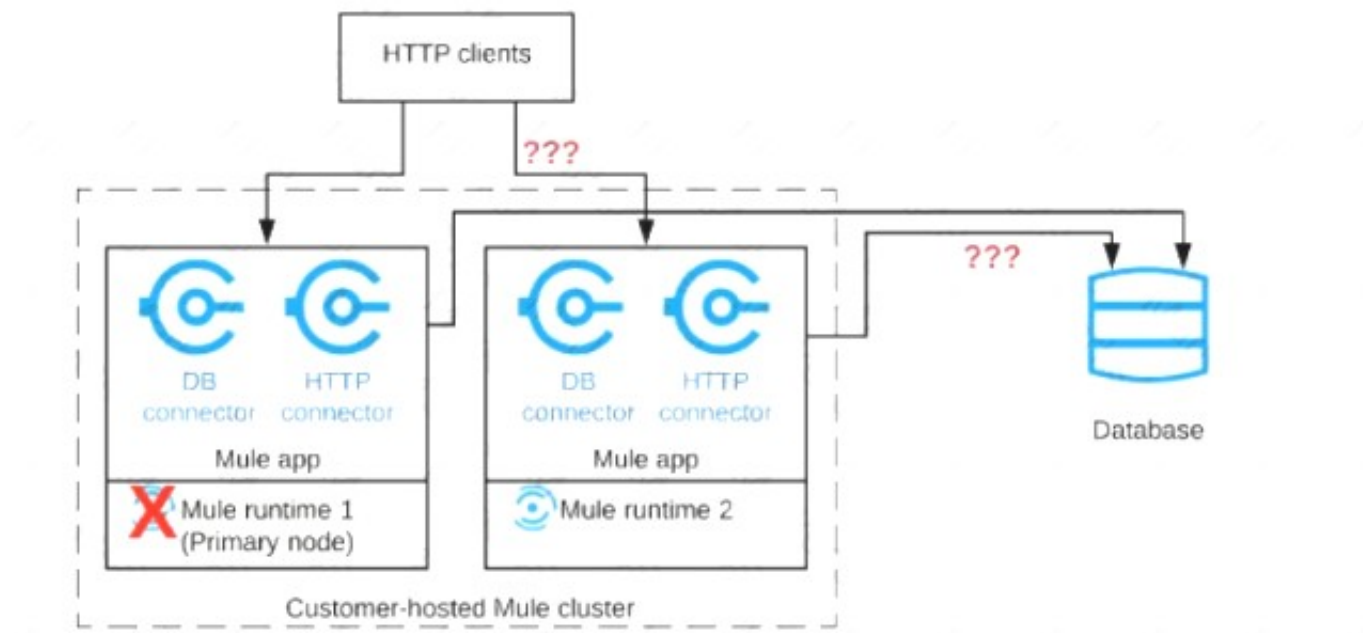 HTTP clients
???
???
DB
connector
HTTP
connector
DB
connector
HTTP
connector
Database
Mule app
Mule app
X
Mule runtime 1
(Primary node)
Mule runtime 2
Customer-hosted Mule cluster